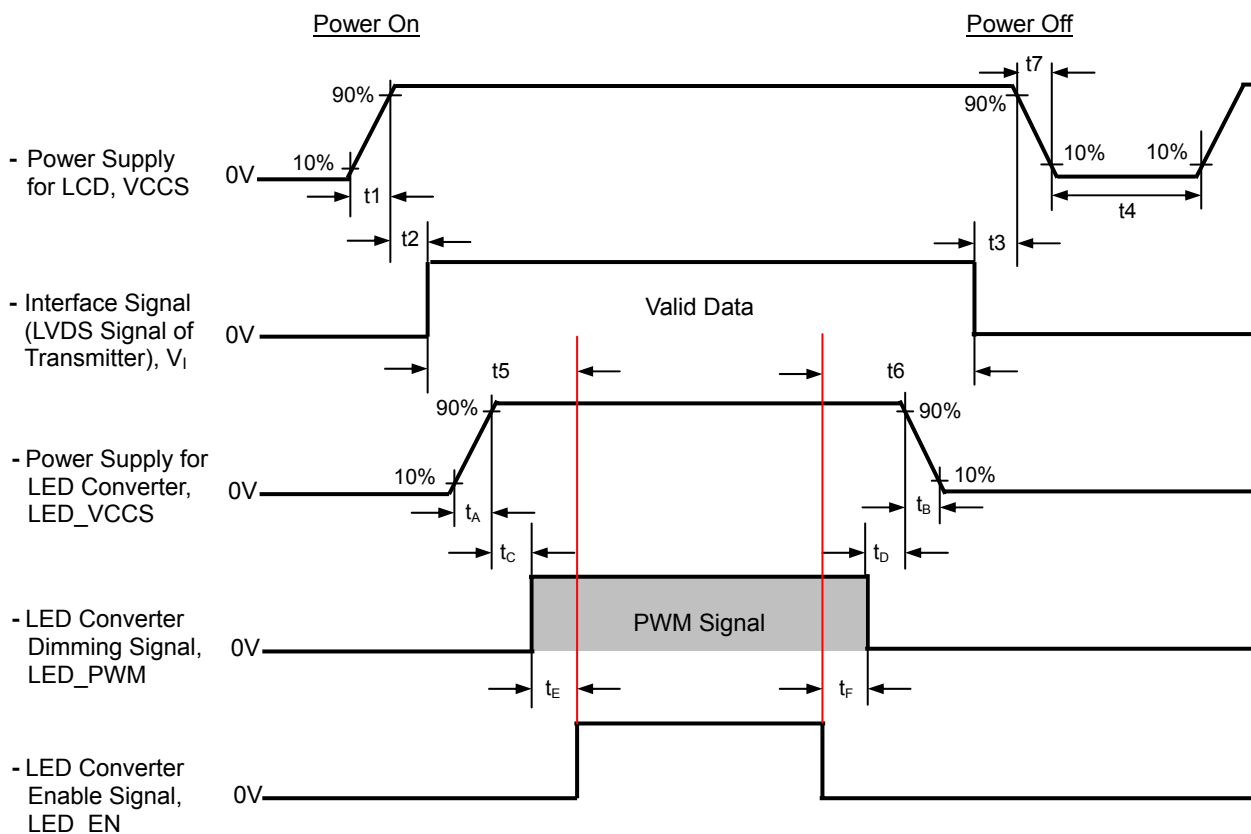 Power On
Power Off
t7
90%
90%
- Power Supply
for LCD, VCCS
10%
10%
10%
0V
t1
t4
t2
t3
- Interface Signal
(LVDS Signal of
Transmitter), VI
0V
Valid Data
t5
t6
90%
90%
- Power Supply for
LED Converter,
LED_VCCS
10%
10%
0V
tA
tB
tC
tD
- LED Converter
Dimming Signal,
LED_PWM
0V
PWM Signal
tE
tF
- LED Converter
Enable Signal,
LED_EN
0V